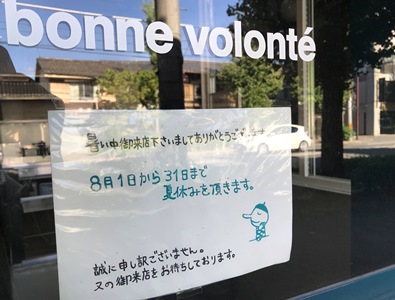 bonne volonté
暑い中御来店下さいましてありがとうございます
8月1日から31日まで
夏休みを頂きます。
誠に申し訳ございません。
又の御来店をお待ちしております。